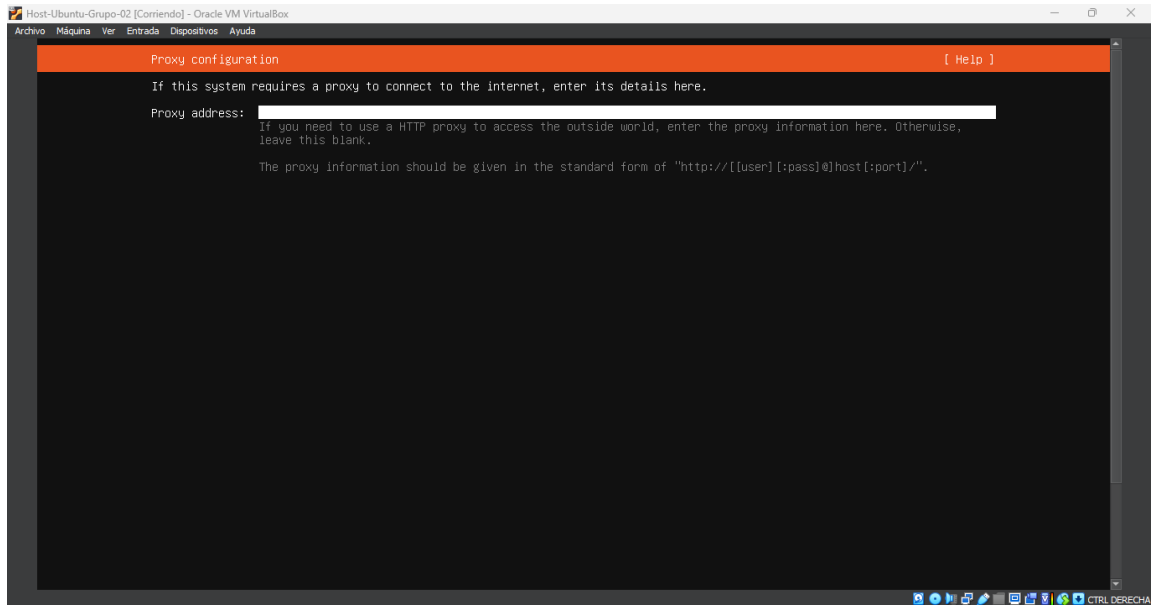 Host-Ubuntu-Grupo-02 [Corriendo] - Oracle VM VirtualBox
Archivo Máquina Ver Entrada Dispositivos Ayuda
Proxy configuration [ Help ]
If this system requires a proxy to connect to the internet, enter its details here.
Proxy address:
If you need to use a HTTP proxy to access the outside world, enter the proxy information here. Otherwise,
leave this blank.
The proxy information should be given in the standard form of "http://[[user][:pass]@]host[:port]/".
CTRL DERECHA